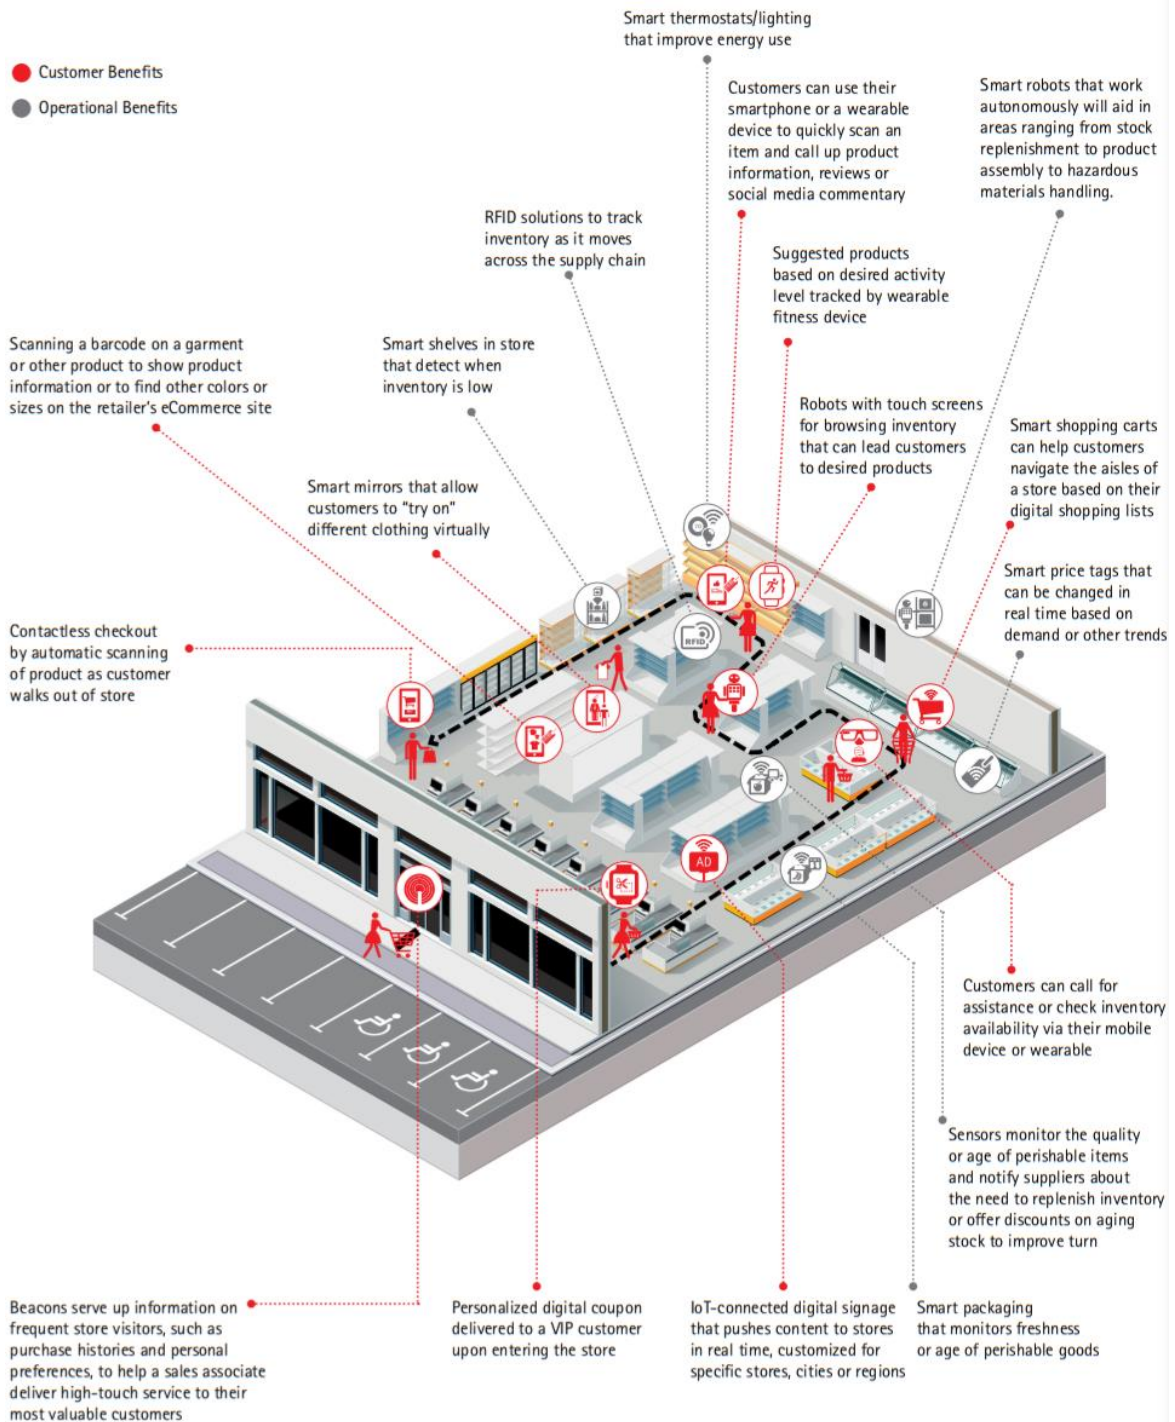 Smart thermostats/lighting
that improve energy use
Customer Benefits
Operational Benefits
Customers can use their
smartphone or a wearable
device to quickly scan an
item and call up product
information, reviews or
social media commentary
Smart robots that work
autonomously will aid in
areas ranging from stock
replenishment to product
assembly to hazardous
materials handling.
RFID solutions to track
inventory as it moves
across the supply chain
Suggested products
based on desired activity
level tracked by wearable
fitness device
Scanning a barcode on a garment
or other product to show product
information or to find other colors or
sizes on the retailer's eCommerce site
Smart shelves in store
that detect when
inventory is low
Robots with touch screens
for browsing inventory
that can lead customers
to desired products
Smart shopping carts
can help customers
navigate the aisles of
a store based on their
digital shopping lists
Smart mirrors that allow
customers to "try on"
different clothing virtually
Smart price tags that
can be changed in
real time based on
demand or other trends
Contactless checkout
by automatic scanning
of product as customer
walks out of store
RFID
AD
Customers can call for
assistance or check inventory
availability via their mobile
device or wearable
Sensors monitor the quality
or age of perishable items
and notify suppliers about
the need to replenish inventory
or offer discounts on aging
stock to improve turn
Beacons serve up information on
frequent store visitors, such as
purchase histories and personal
preferences, to help a sales associate
deliver high-touch service to their
most valuable customers
Personalized digital coupon
delivered to a VIP customer
upon entering the store
IoT-connected digital signage
that pushes content to stores
in real time, customized for
specific stores, cities or regions
Smart packaging
that monitors freshness
or age of perishable goods